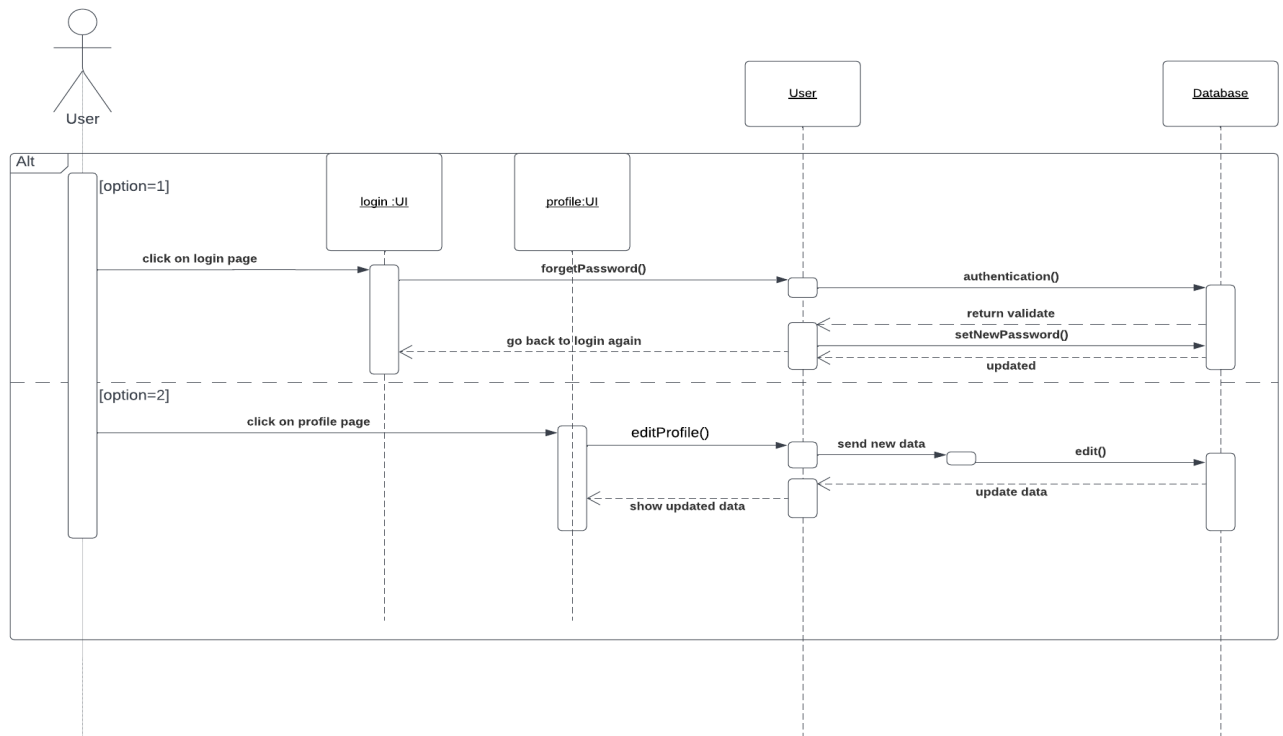 User
User
Database
Alt
[option=1]
login :UI
profile:UI
click on login page
forgetPassword()
authentication()
return validate
setNewPassword()
go back to login again
updated
[option=2]
click on profile page
editProfile()
send new data
edit()
update data
show updated data